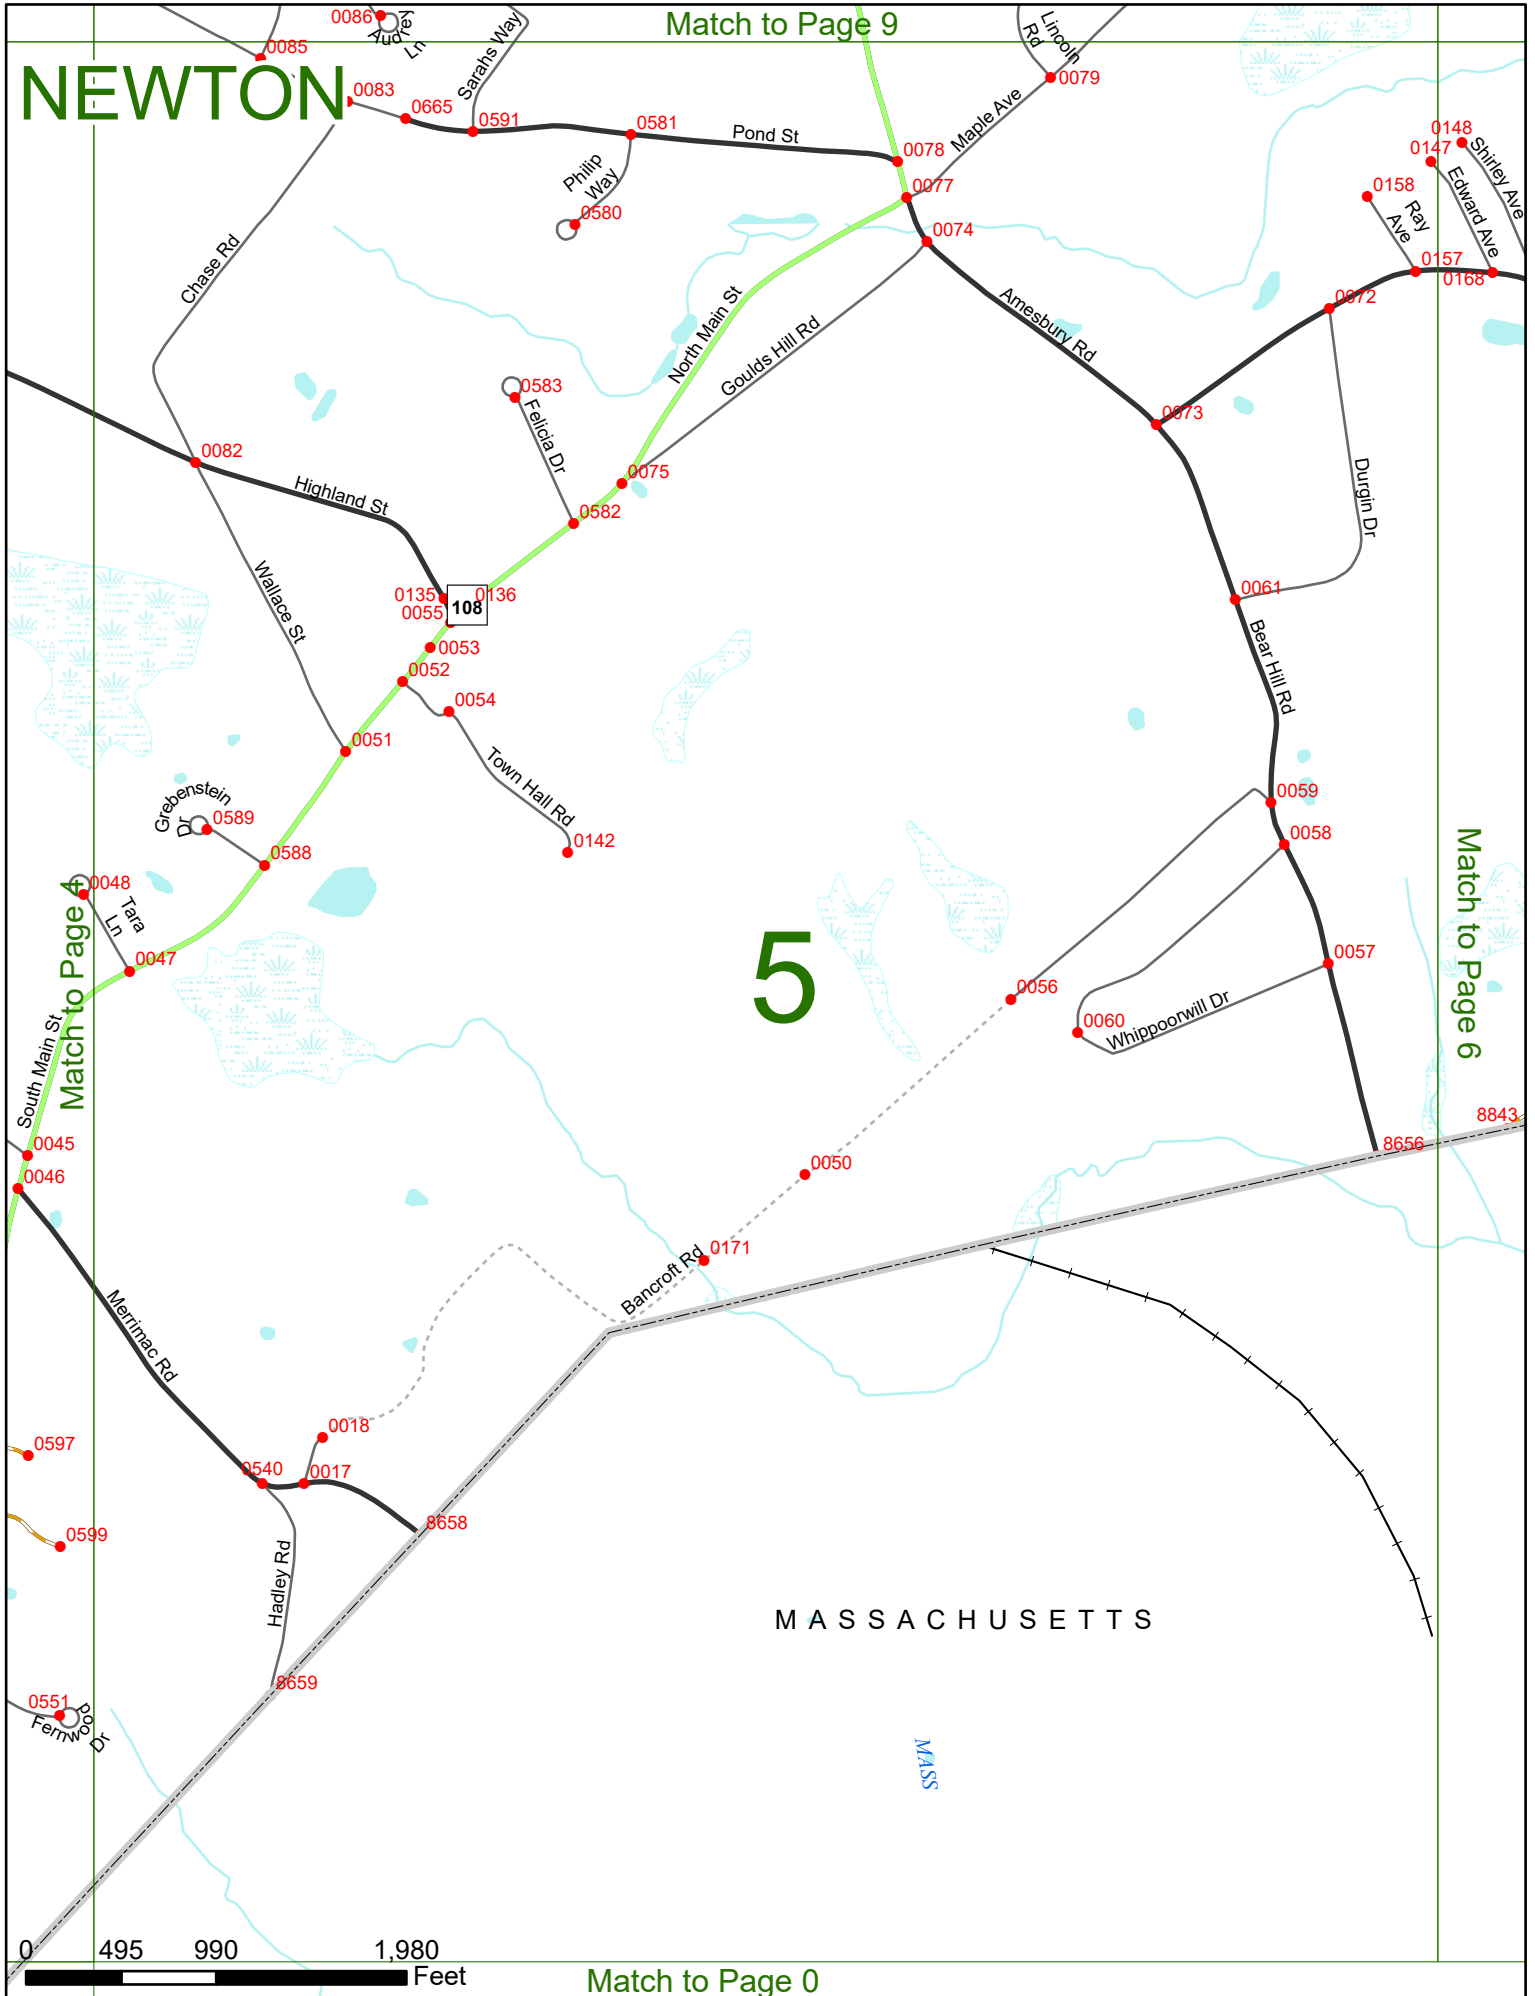 Match to Page 9
0086
Audrey
Ln
Sarahs Way
Lincoln
Rd
0085
NEWTON
0083
0665
0591
0581
Pond St
0078
Maple Ave
0079
0148
0147
Shirley Ave
Edward Ave
0158
Ray
Ave
Philip
Way
0580
0077
0074
0157
0168
0072
Chase Rd
North Main St
Goulds Hill Rd
Amesbury Rd
0583
Felicia Dr
0073
0082
Highland St
0075
0582
Durgin Dr
0135
108
0136
0055
0061
Wallace St
0053
0052
0054
Bear Hill Rd
0051
Town Hall Rd
Grebenstein
Dr
0589
0059
0142
0058
0588
0048
Tara
Ln
Match to Page 4
Match to Page 6
5
0047
0057
0056
0060
Whippoorwill Dr
South Main St
0045
8843
8656
0046
0050
0171
Bancroft Rd
Merrimac Rd
0018
0597
0540
0017
8658
0599
Hadley Rd
MASSACHUSETTS
8659
0551
Fernwood
Dr
MASS
0
495
990
1,980
Feet
Match to Page 0